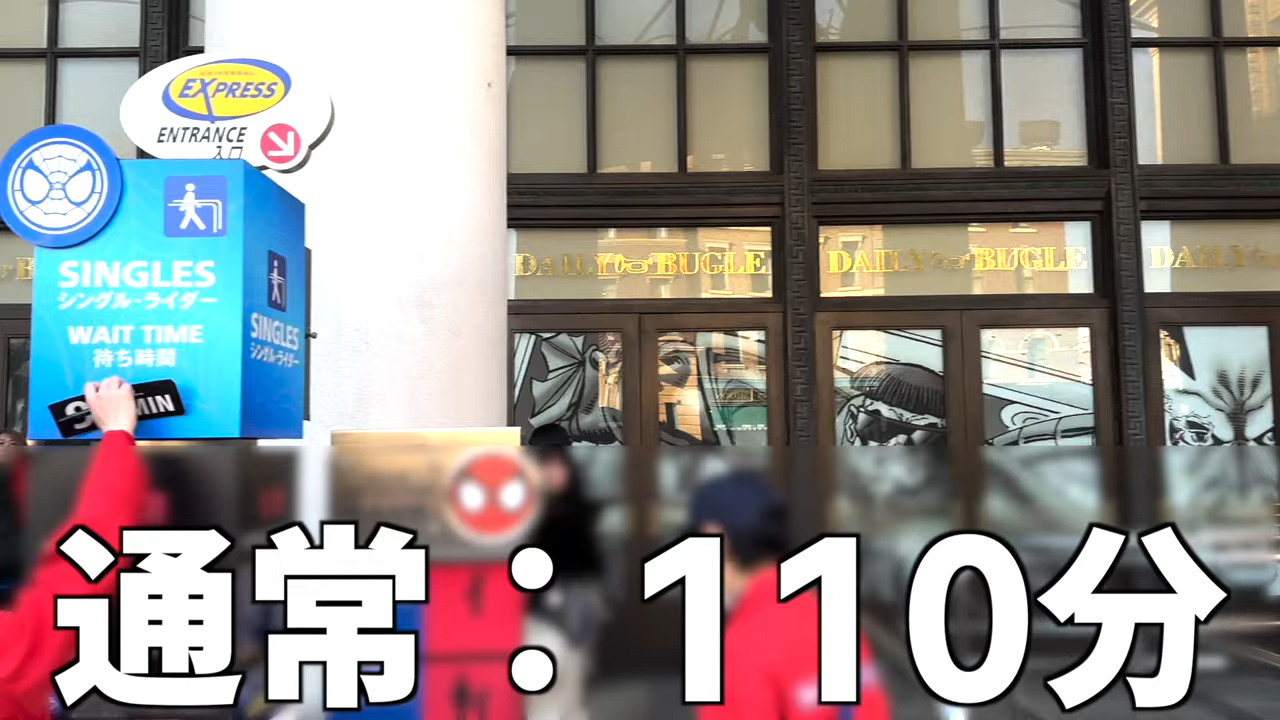 EXPRESS
ENTRANCE
入口
SINGLES
シングル・ライダー
WAIT TIME
待ち時間
MIN
SINGLES
シングル・ライダー
DAILY BUGLE
DAILY BUGLE
DAILY
通常：110分